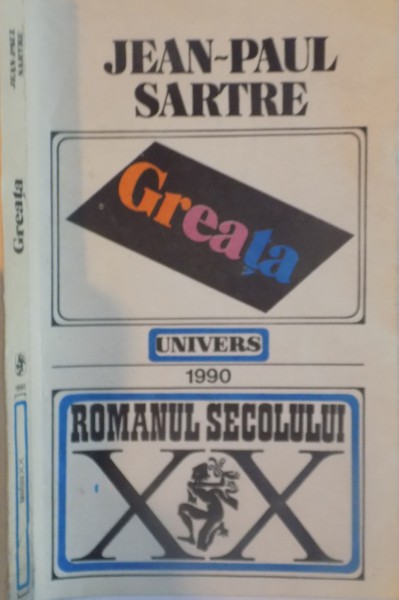 JEAN-PAUL
SARTRE
Greața
UNIVERS
1990
ROMANUL SECOLULUI
XX
JEAN-PAUL
SARTRE
Greața